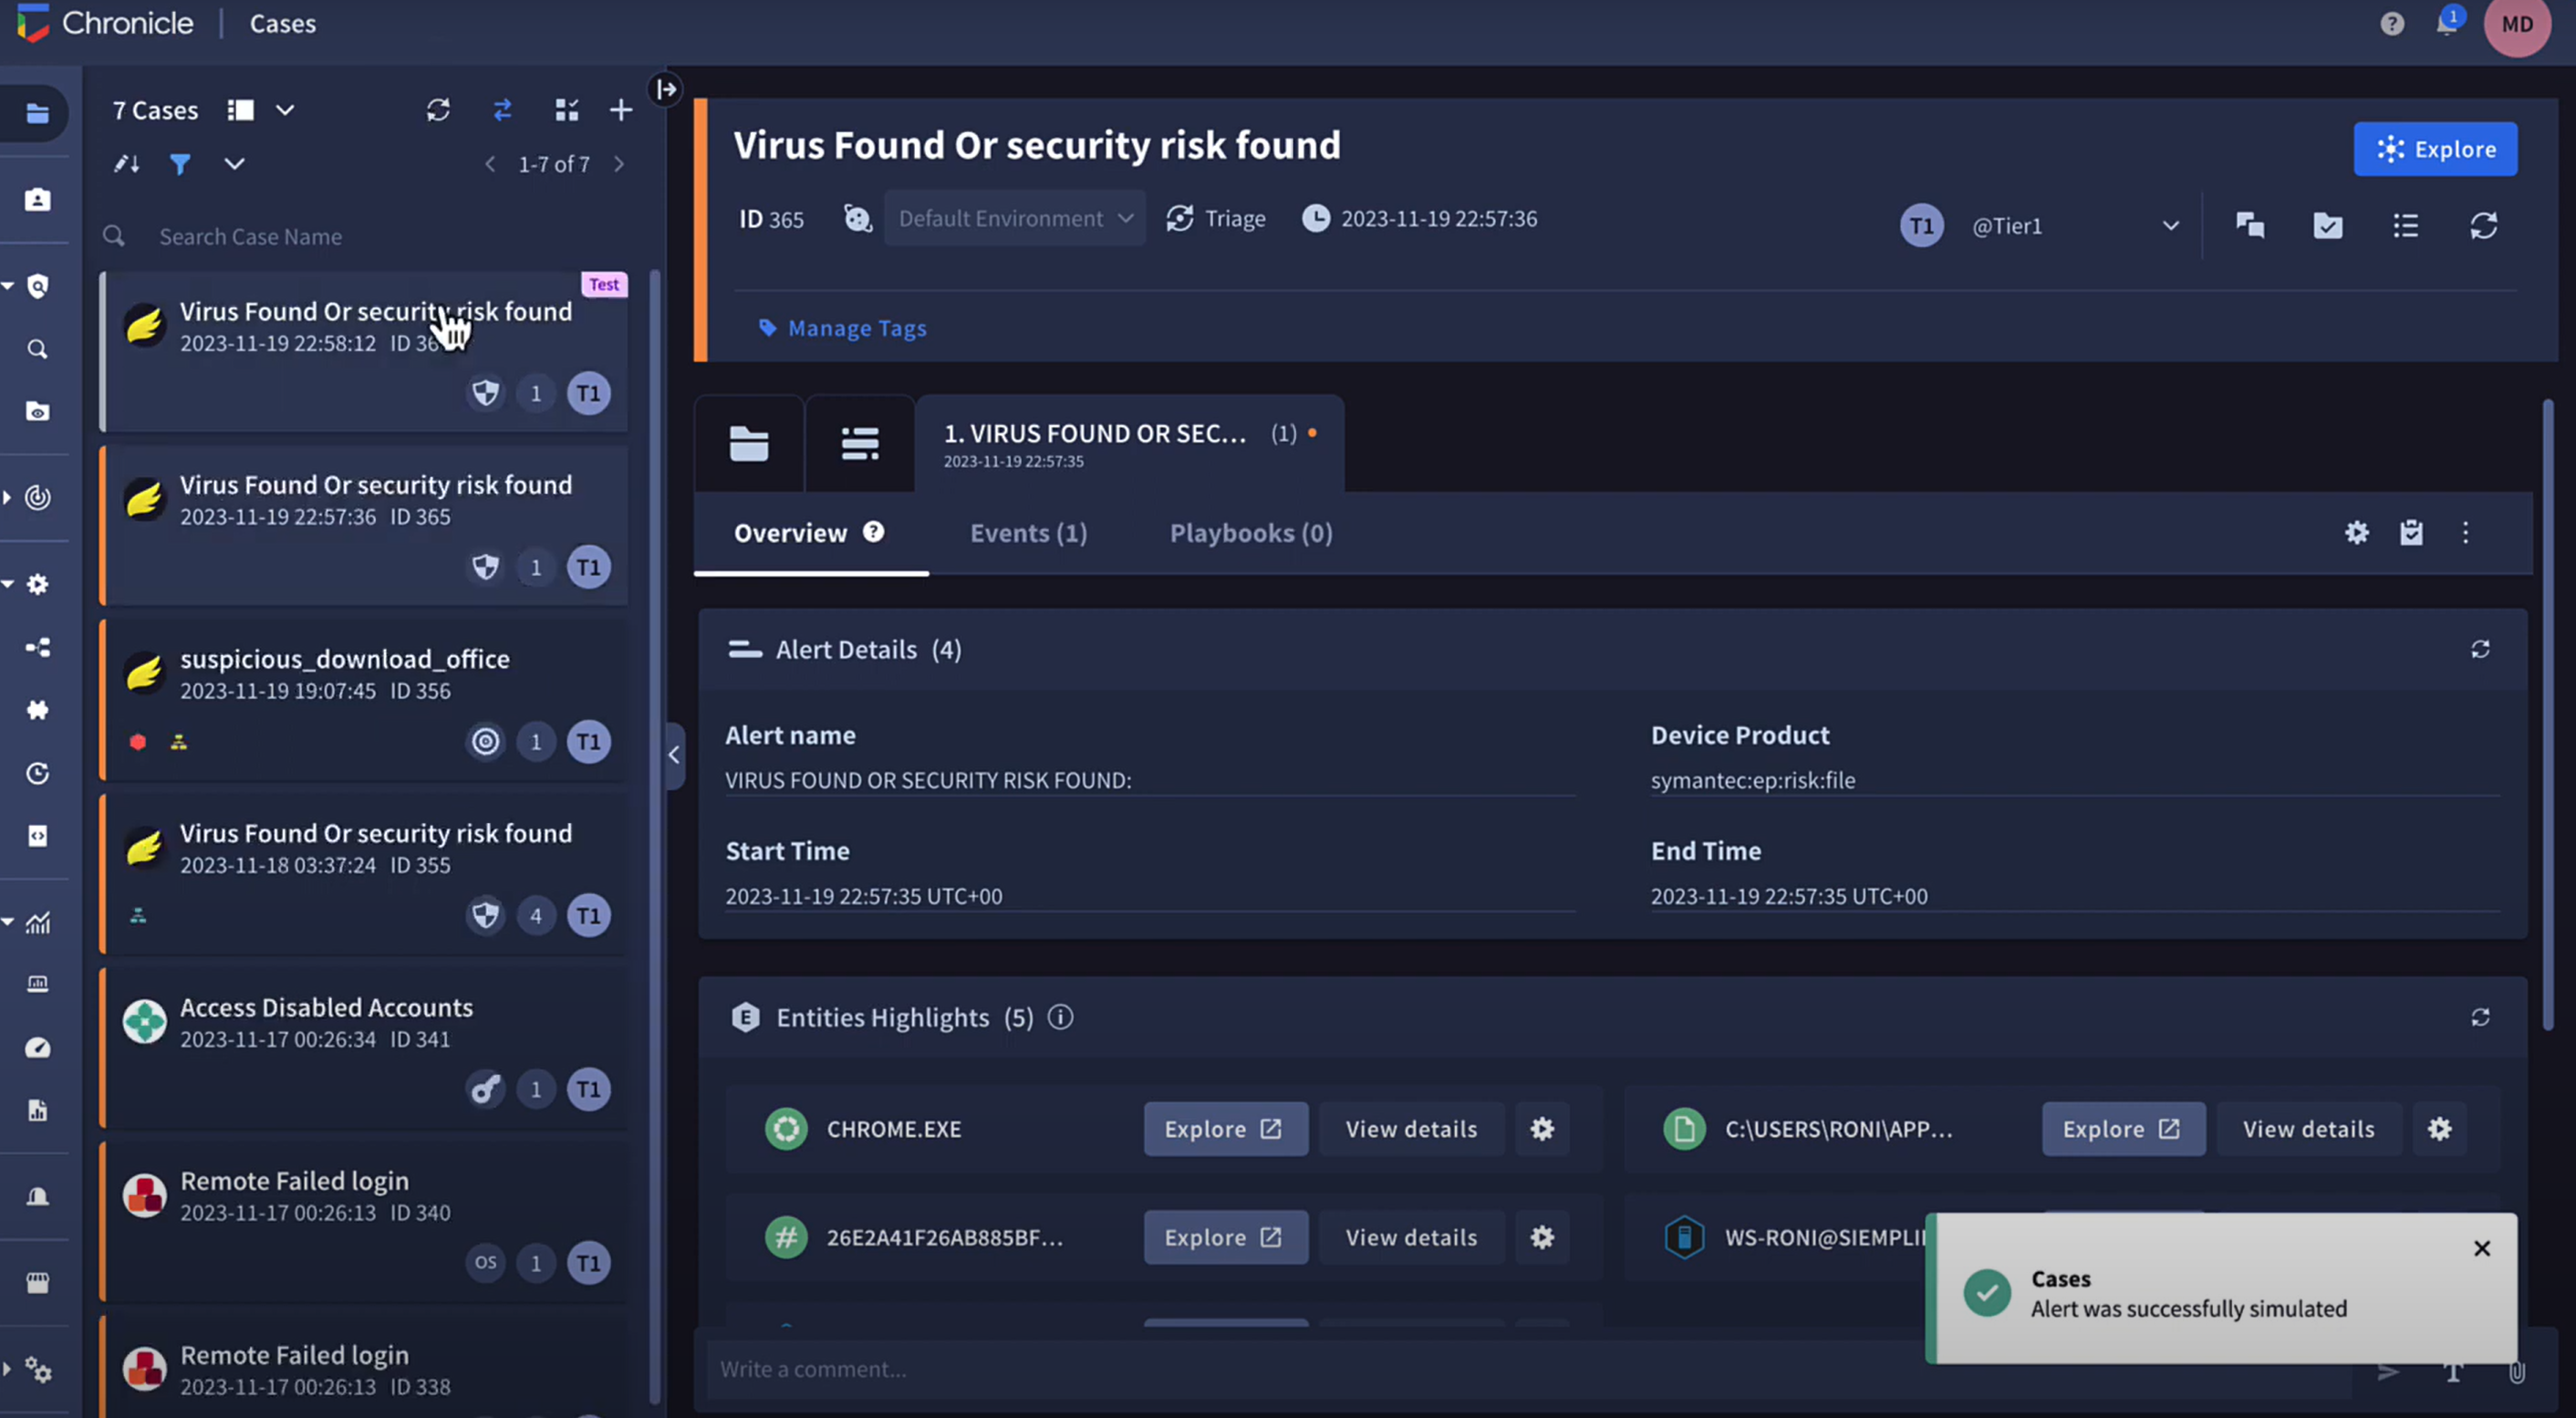 Chronicle
Cases
1
MD
7 Cases
1-7 of 7
Search Case Name
Test
Virus Found Or security risk found
2023-11-19 22:58:12 ID
1
T1
Virus Found Or security risk found
2023-11-19 22:57:36 ID 365
1
T1
suspicious_download_office
2023-11-19 19:07:45 ID 356
1
T1
Virus Found Or security risk found
2023-11-18 03:37:24 ID 355
4
T1
Access Disabled Accounts
2023-11-17 00:26:34 ID 341
1
T1
Remote Failed login
2023-11-17 00:26:13 ID 340
OS
1
T1
Remote Failed login
2023-11-17 00:26:13 ID 338
Virus Found Or security risk found
Explore
ID 365
Default Environment
Triage
2023-11-19 22:57:36
T1
@Tier1
Manage Tags
1. VIRUS FOUND OR SEC... (1)
2023-11-19 22:57:35
Overview
Events (1)
Playbooks (0)
Alert Details (4)
Alert name
VIRUS FOUND OR SECURITY RISK FOUND:
Device Product
symantec:ep:risk:file
Start Time
2023-11-19 22:57:35 UTC+00
End Time
2023-11-19 22:57:35 UTC+00
E
Entities Highlights (5)
CHROME.EXE
Explore
View details
C:\USERS\RONI\APP...
Explore
View details
#
26E2A41F26AB885BF...
Explore
View details
WS-RONI@SIEMPLI
Cases
Alert was successfully simulated
Write a comment...